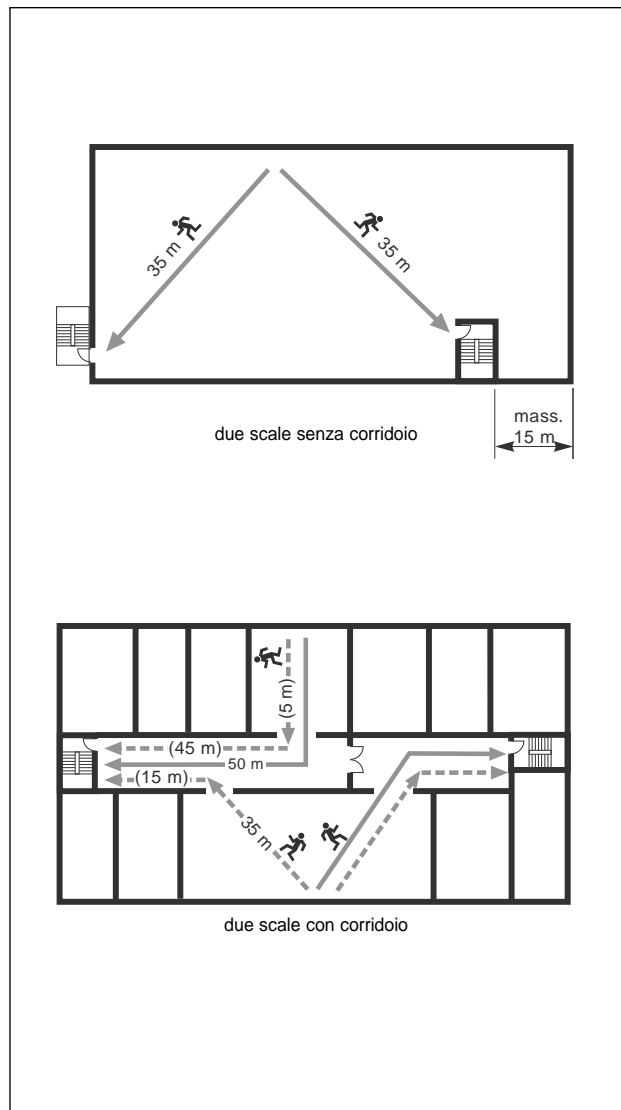 35 m
35 m
due scale senza corridoio
mass.
15 m
(5 m)
(45 m)
50 m
(15 m)
35 m
due scale con corridoio